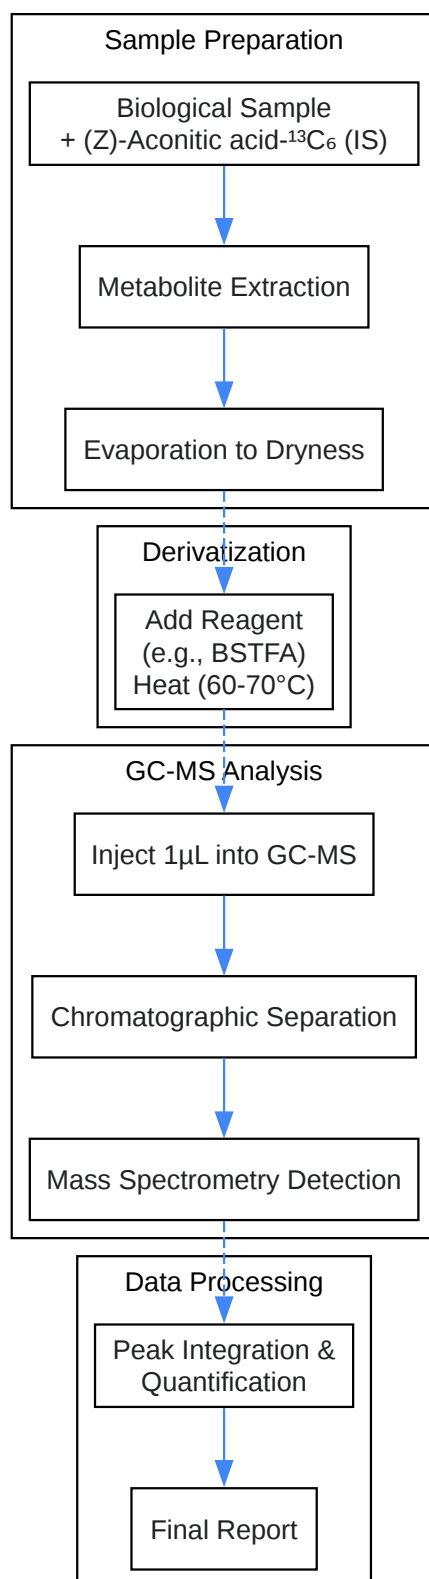 Sample Preparation
Biological Sample
+ (Z)-Aconitic acid-¹³C₆ (IS)
Metabolite Extraction
Evaporation to Dryness
Derivatization
Add Reagent
(e.g., BSTFA)
Heat (60-70°C)
GC-MS Analysis
Inject 1µL into GC-MS
Chromatographic Separation
Mass Spectrometry Detection
Data Processing
Peak Integration &
Quantification
Final Report